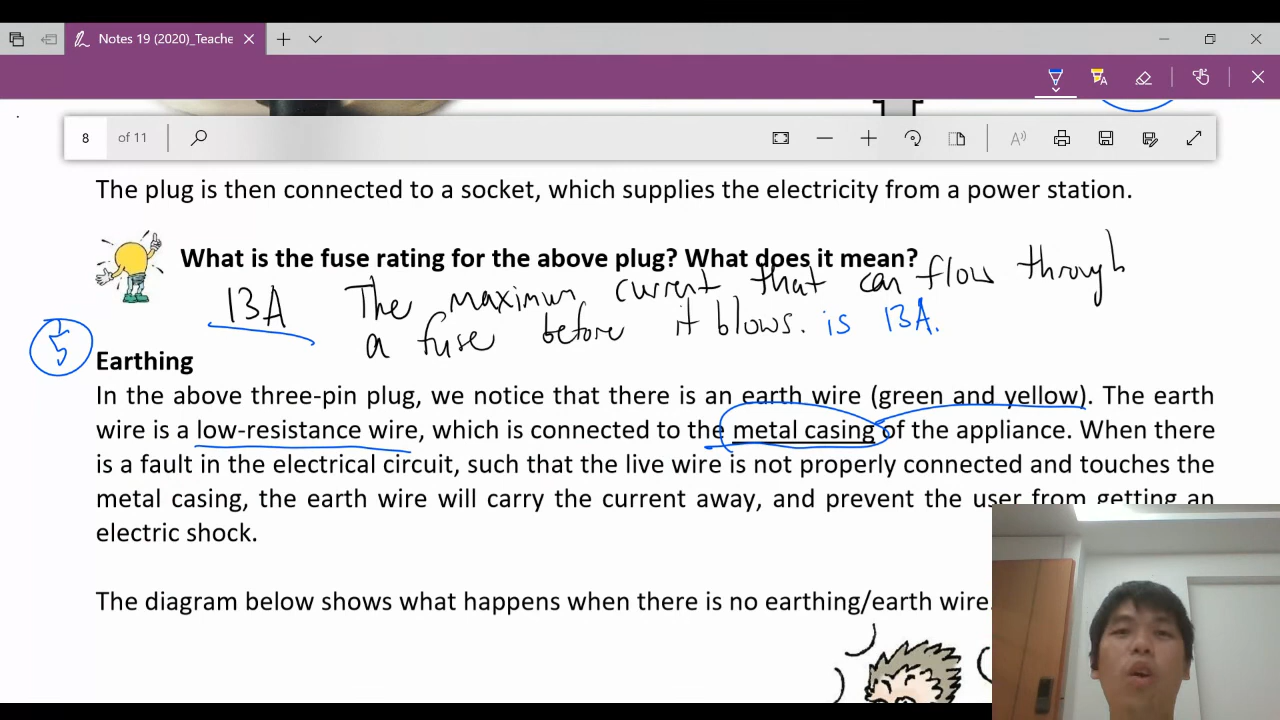 Notes 19 (2020)_Teache
8 of 11
The plug is then connected to a socket, which supplies the electricity from a power station.
What is the fuse rating for the above plug? What does it mean?
13A The maximum current that can flow through
a fuse before it blows. is 13A.
5
Earthing
In the above three-pin plug, we notice that there is an earth wire (green and yellow). The earth
wire is a low-resistance wire, which is connected to the metal casing of the appliance. When there
is a fault in the electrical circuit, such that the live wire is not properly connected and touches the
metal casing, the earth wire will carry the current away, and prevent the user from getting an
electric shock.
The diagram below shows what happens when there is no earthing/earth wire.